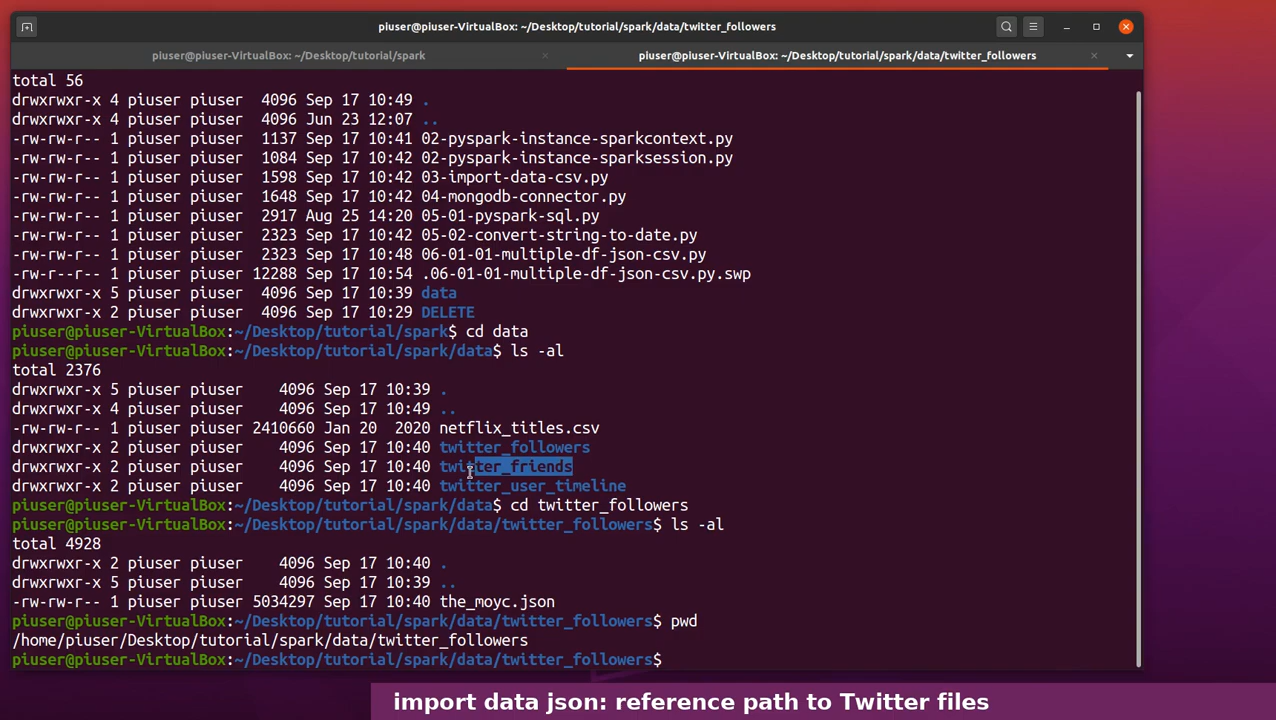 piuser@piuser-VirtualBox: ~/Desktop/tutorial/spark/data/twitter_followers
piuser@piuser-VirtualBox: ~/Desktop/tutorial/spark
piuser@piuser-VirtualBox: ~/Desktop/tutorial/spark/data/twitter_followers
total 56
drwxrwxr-x 4 piuser piuser  4096 Sep 17 10:49 .
drwxrwxr-x 4 piuser piuser  4096 Jun 23 12:07 ..
-rw-rw-r-- 1 piuser piuser  1137 Sep 17 10:41 02-pyspark-instance-sparkcontext.py
-rw-rw-r-- 1 piuser piuser  1084 Sep 17 10:42 02-pyspark-instance-sparksession.py
-rw-rw-r-- 1 piuser piuser  1598 Sep 17 10:42 03-import-data-csv.py
-rw-rw-r-- 1 piuser piuser  1648 Sep 17 10:42 04-mongodb-connector.py
-rw-rw-r-- 1 piuser piuser  2917 Aug 25 14:20 05-01-pyspark-sql.py
-rw-rw-r-- 1 piuser piuser  2323 Sep 17 10:42 05-02-convert-string-to-date.py
-rw-rw-r-- 1 piuser piuser  2323 Sep 17 10:48 06-01-01-multiple-df-json-csv.py
-rw-r--r-- 1 piuser piuser 12288 Sep 17 10:54 .06-01-01-multiple-df-json-csv.py.swp
drwxrwxr-x 5 piuser piuser  4096 Sep 17 10:39 data
drwxrwxr-x 2 piuser piuser  4096 Sep 17 10:29 DELETE
piuser@piuser-VirtualBox:~/Desktop/tutorial/spark$ cd data
piuser@piuser-VirtualBox:~/Desktop/tutorial/spark/data$ ls -al
total 2376
drwxrwxr-x 5 piuser piuser    4096 Sep 17 10:39 .
drwxrwxr-x 4 piuser piuser    4096 Sep 17 10:49 ..
-rw-rw-r-- 1 piuser piuser 2410660 Jan 20  2020 netflix_titles.csv
drwxrwxr-x 2 piuser piuser    4096 Sep 17 10:40 twitter_followers
drwxrwxr-x 2 piuser piuser    4096 Sep 17 10:40 twitter_friends
drwxrwxr-x 2 piuser piuser    4096 Sep 17 10:40 twitter_user_timeline
piuser@piuser-VirtualBox:~/Desktop/tutorial/spark/data$ cd twitter_followers
piuser@piuser-VirtualBox:~/Desktop/tutorial/spark/data/twitter_followers$ ls -al
total 4928
drwxrwxr-x 2 piuser piuser    4096 Sep 17 10:40 .
drwxrwxr-x 5 piuser piuser    4096 Sep 17 10:39 ..
-rw-rw-r-- 1 piuser piuser 5034297 Sep 17 10:40 the_moyc.json
piuser@piuser-VirtualBox:~/Desktop/tutorial/spark/data/twitter_followers$ pwd
/home/piuser/Desktop/tutorial/spark/data/twitter_followers
piuser@piuser-VirtualBox:~/Desktop/tutorial/spark/data/twitter_followers$
import data json: reference path to Twitter files